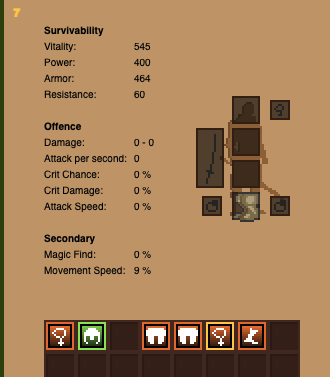 7
Survivability
Vitality: 545
Power: 400
Armor: 464
Resistance: 60
Offence
Damage: 0 - 0
Attack per second: 0
Crit Chance: 0 %
Crit Damage: 0 %
Attack Speed: 0 %
Secondary
Magic Find: 0 %
Movement Speed: 9 %